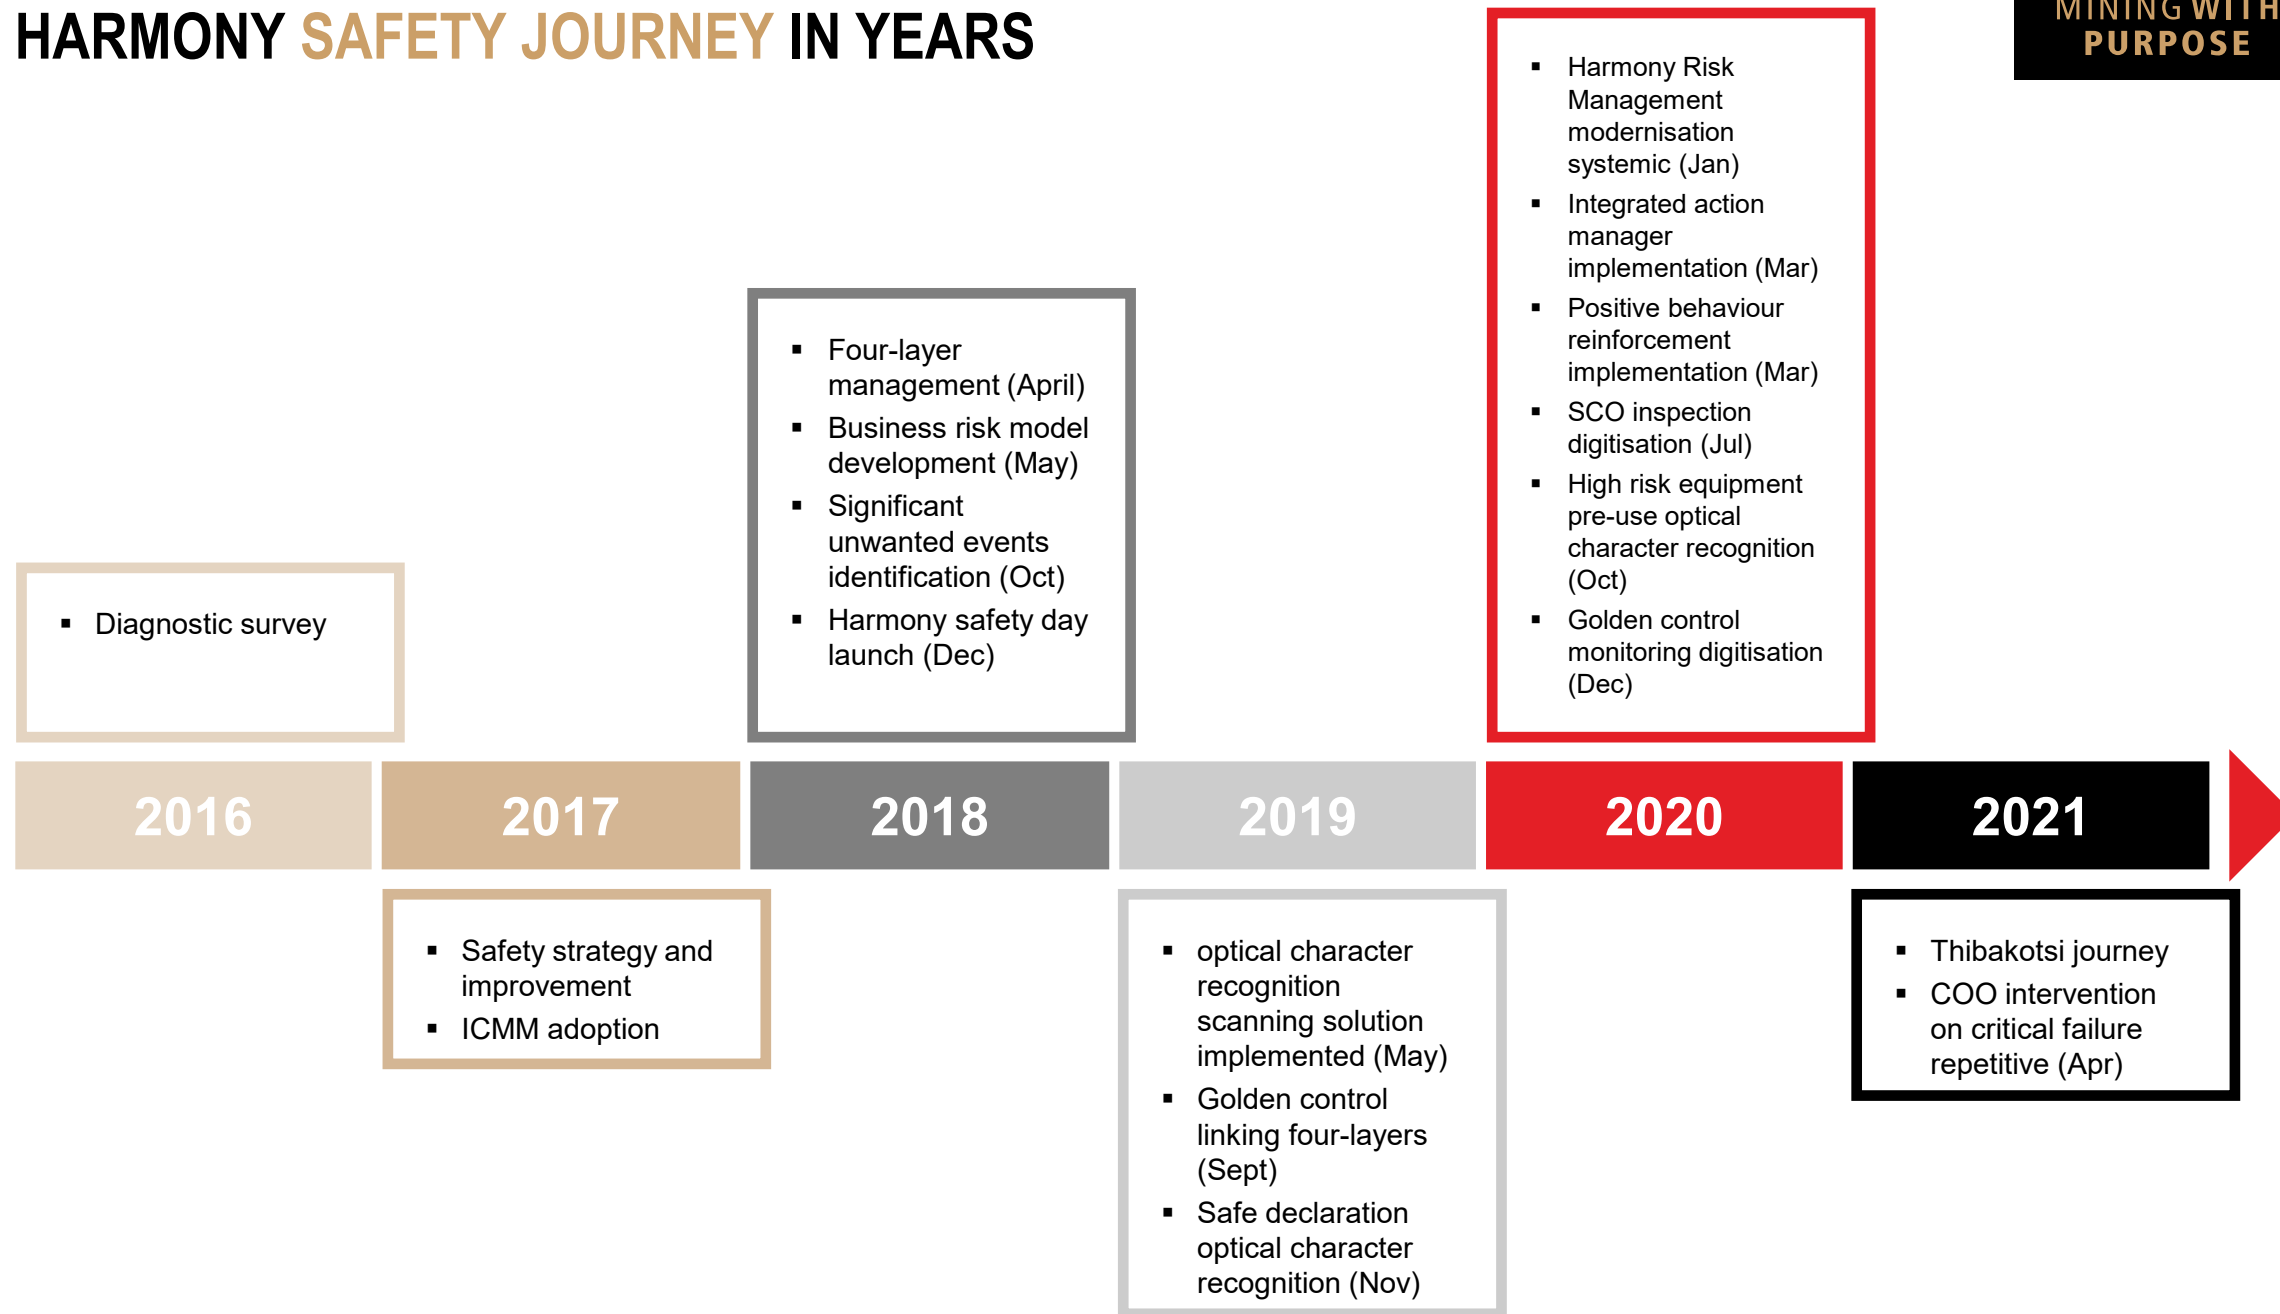 HARMONY SAFETY JOURNEY IN YEARS
MINING WITH
PURPOSE
▪ Harmony Risk
Management
modernisation
systemic (Jan)
▪ Integrated action
manager
implementation (Mar)
▪ Positive behaviour
reinforcement
implementation (Mar)
▪ SCO inspection
digitisation (Jul)
▪ High risk equipment
pre-use optical
character recognition
(Oct)
▪ Golden control
monitoring digitisation
(Dec)
▪ Four-layer
management (April)
▪ Business risk model
development (May)
▪ Significant
unwanted events
identification (Oct)
▪ Harmony safety day
launch (Dec)
▪ Diagnostic survey
2016
2017
2018
2019
2020
2021
▪ Safety strategy and
improvement
▪ ICMM adoption
▪ optical character
recognition
scanning solution
implemented (May)
▪ Golden control
linking four-layers
(Sept)
▪ Safe declaration
optical character
recognition (Nov)
▪ Thibakotsi journey
▪ COO intervention
on critical failure
repetitive (Apr)